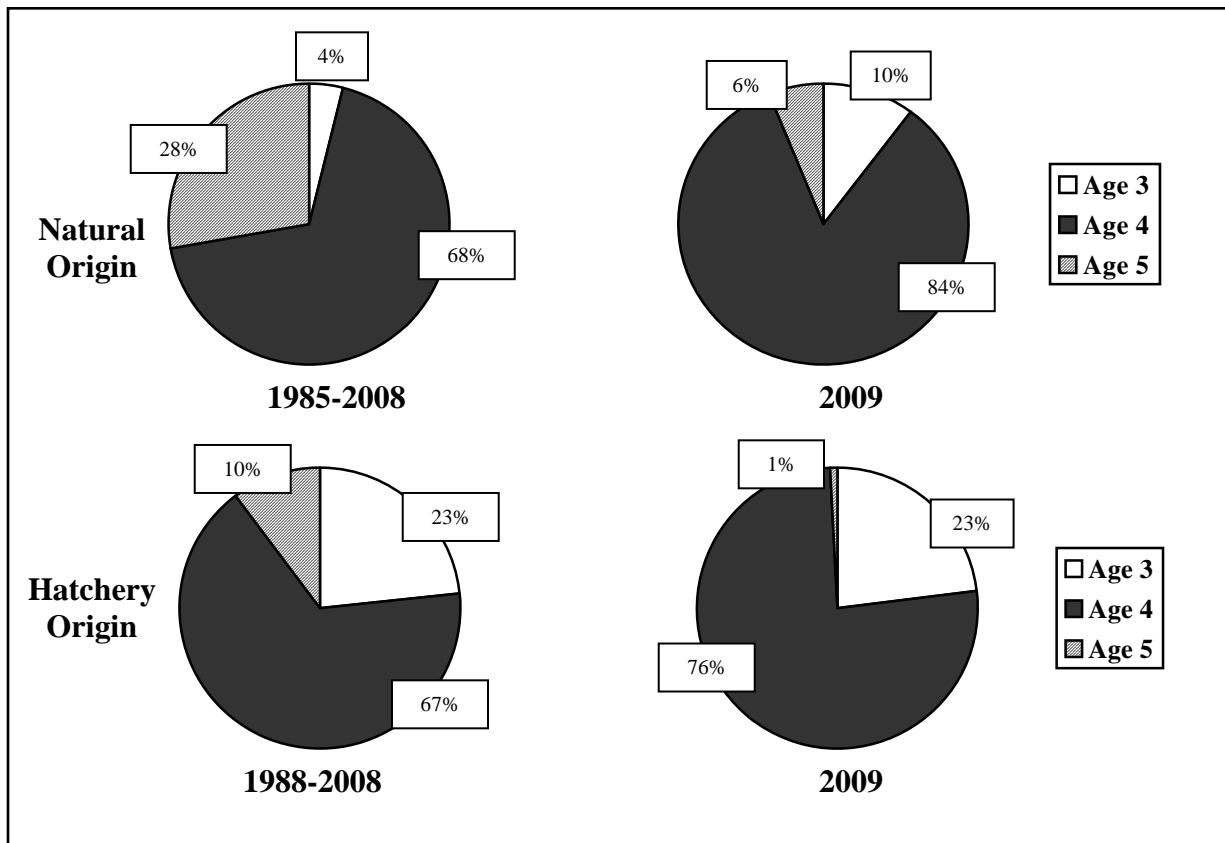 4%
28%
68%
Natural
Origin
1985-2008
10%
6%
84%
2009
Age 3
Age 4
Age 5
10%
23%
67%
Hatchery
Origin
1988-2008
1%
23%
76%
2009
Age 3
Age 4
Age 5